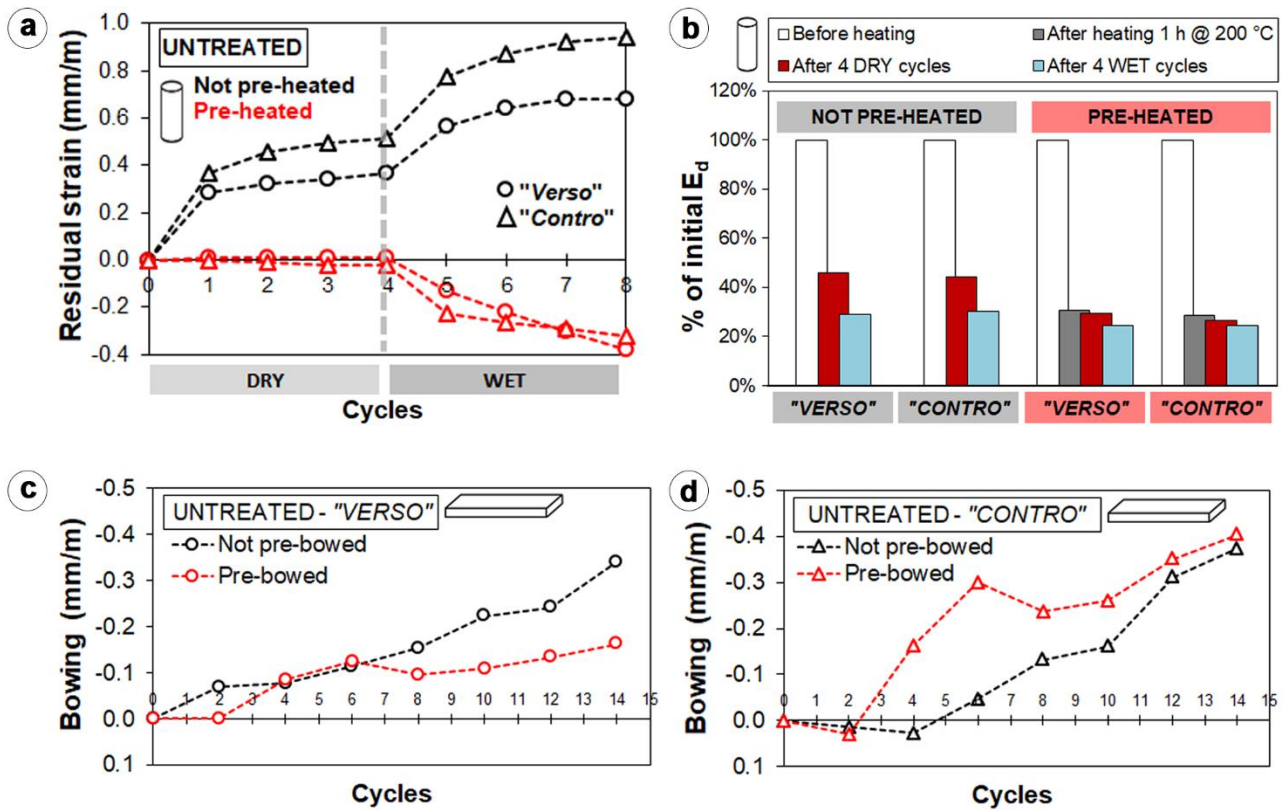 a
UNTREATED
Not pre-heated
Pre-heated
"Verso"
"Contro"
Residual strain (mm/m)
1.0
0.8
0.6
0.4
0.2
0.0
-0.2
-0.4
0 1 2 3 4 5 6 7 8
DRY WET
Cycles
b
Before heating
After heating 1 h @ 200 °C
After 4 DRY cycles
After 4 WET cycles
% of initial Ed
120%
100%
80%
60%
40%
20%
0%
NOT PRE-HEATED PRE-HEATED
"VERSO" "CONTRO" "VERSO" "CONTRO"
c
UNTREATED - "VERSO"
Not pre-bowed
Pre-bowed
Bowing (mm/m)
-0.5
-0.4
-0.3
-0.2
-0.1
0.0
0.1
0 1 2 3 4 5 6 7 8 9 10 11 12 13 14 15
Cycles
d
UNTREATED - "CONTRO"
Not pre-bowed
Pre-bowed
Bowing (mm/m)
-0.5
-0.4
-0.3
-0.2
-0.1
0.0
0.1
0 1 2 3 4 5 6 7 8 9 10 11 12 13 14 15
Cycles